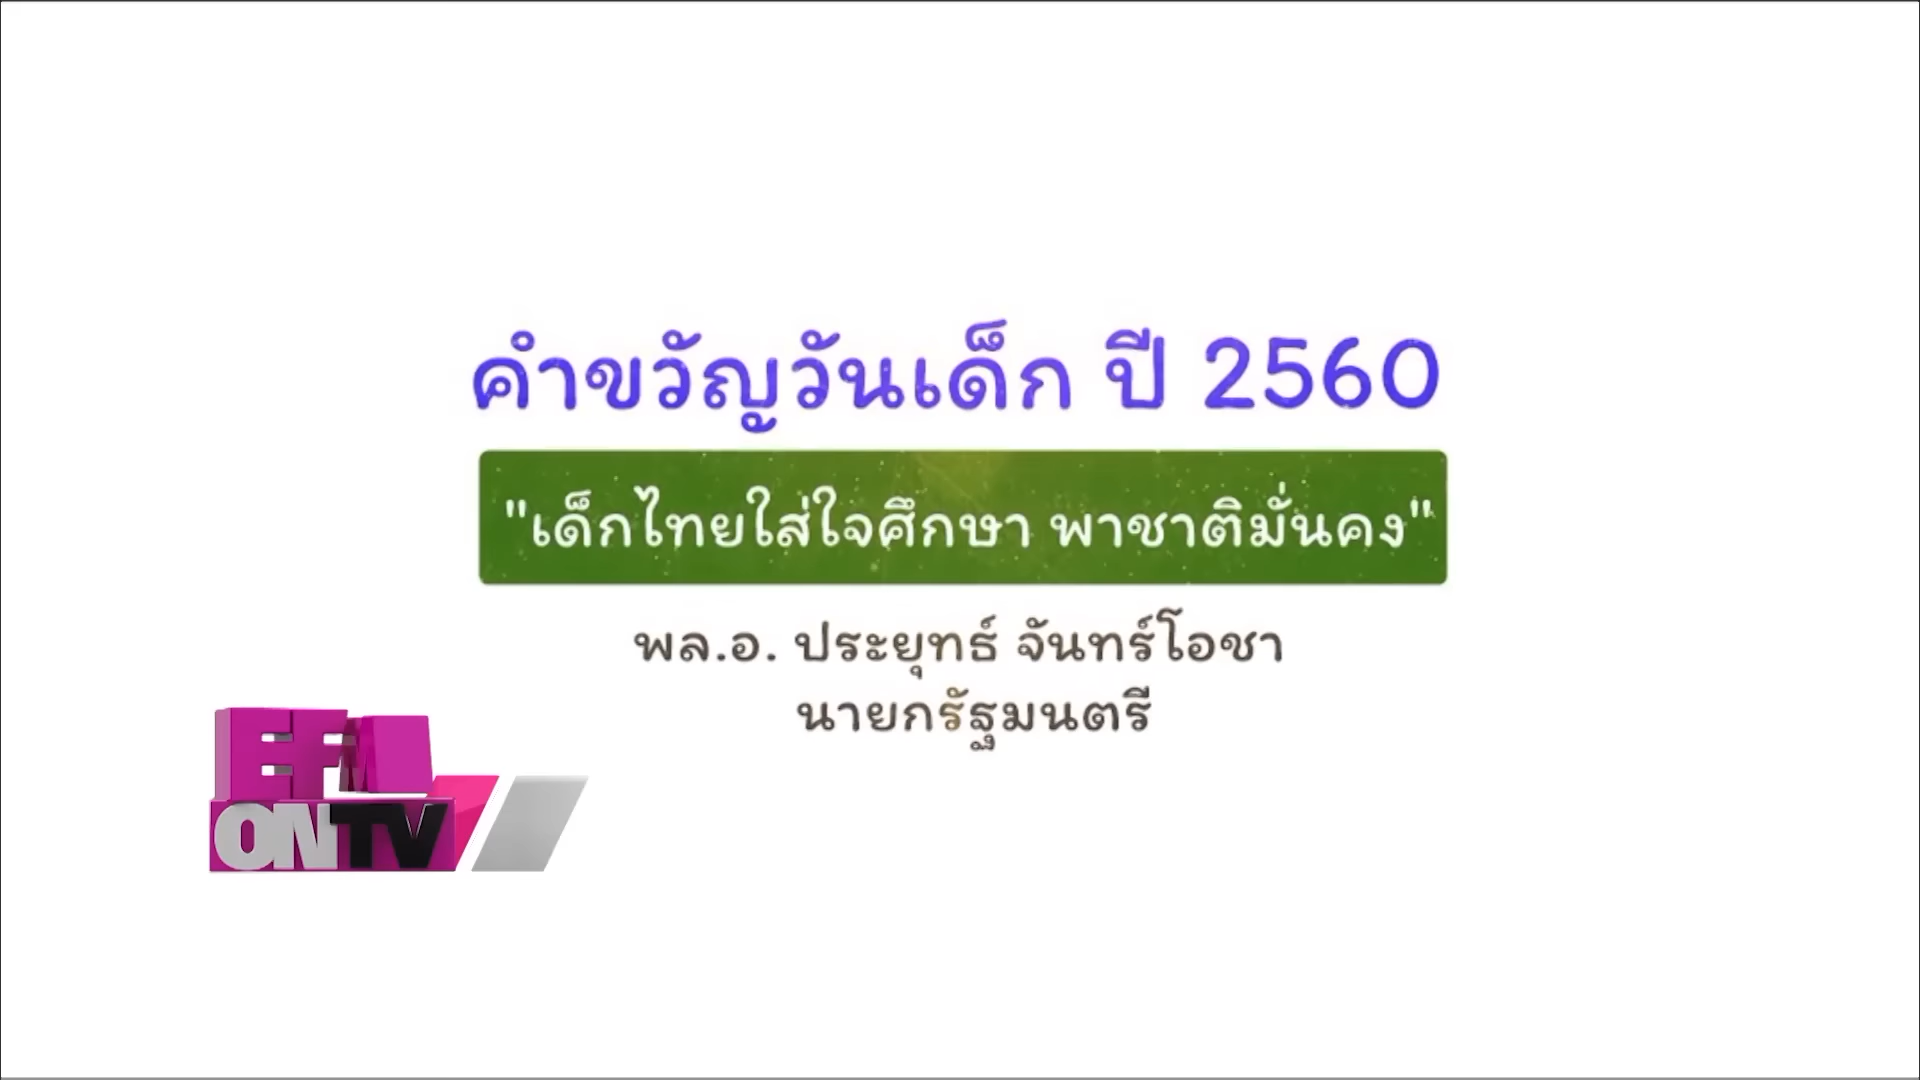 คำขวัญวันเด็ก ปี 2560
"เด็กไทยใส่ใจศึกษา พาชาติมั่นคง"
พล.อ. ประยุทธ์ จันทร์โอชา
นายกรัฐมนตรี
EFM
ONTV